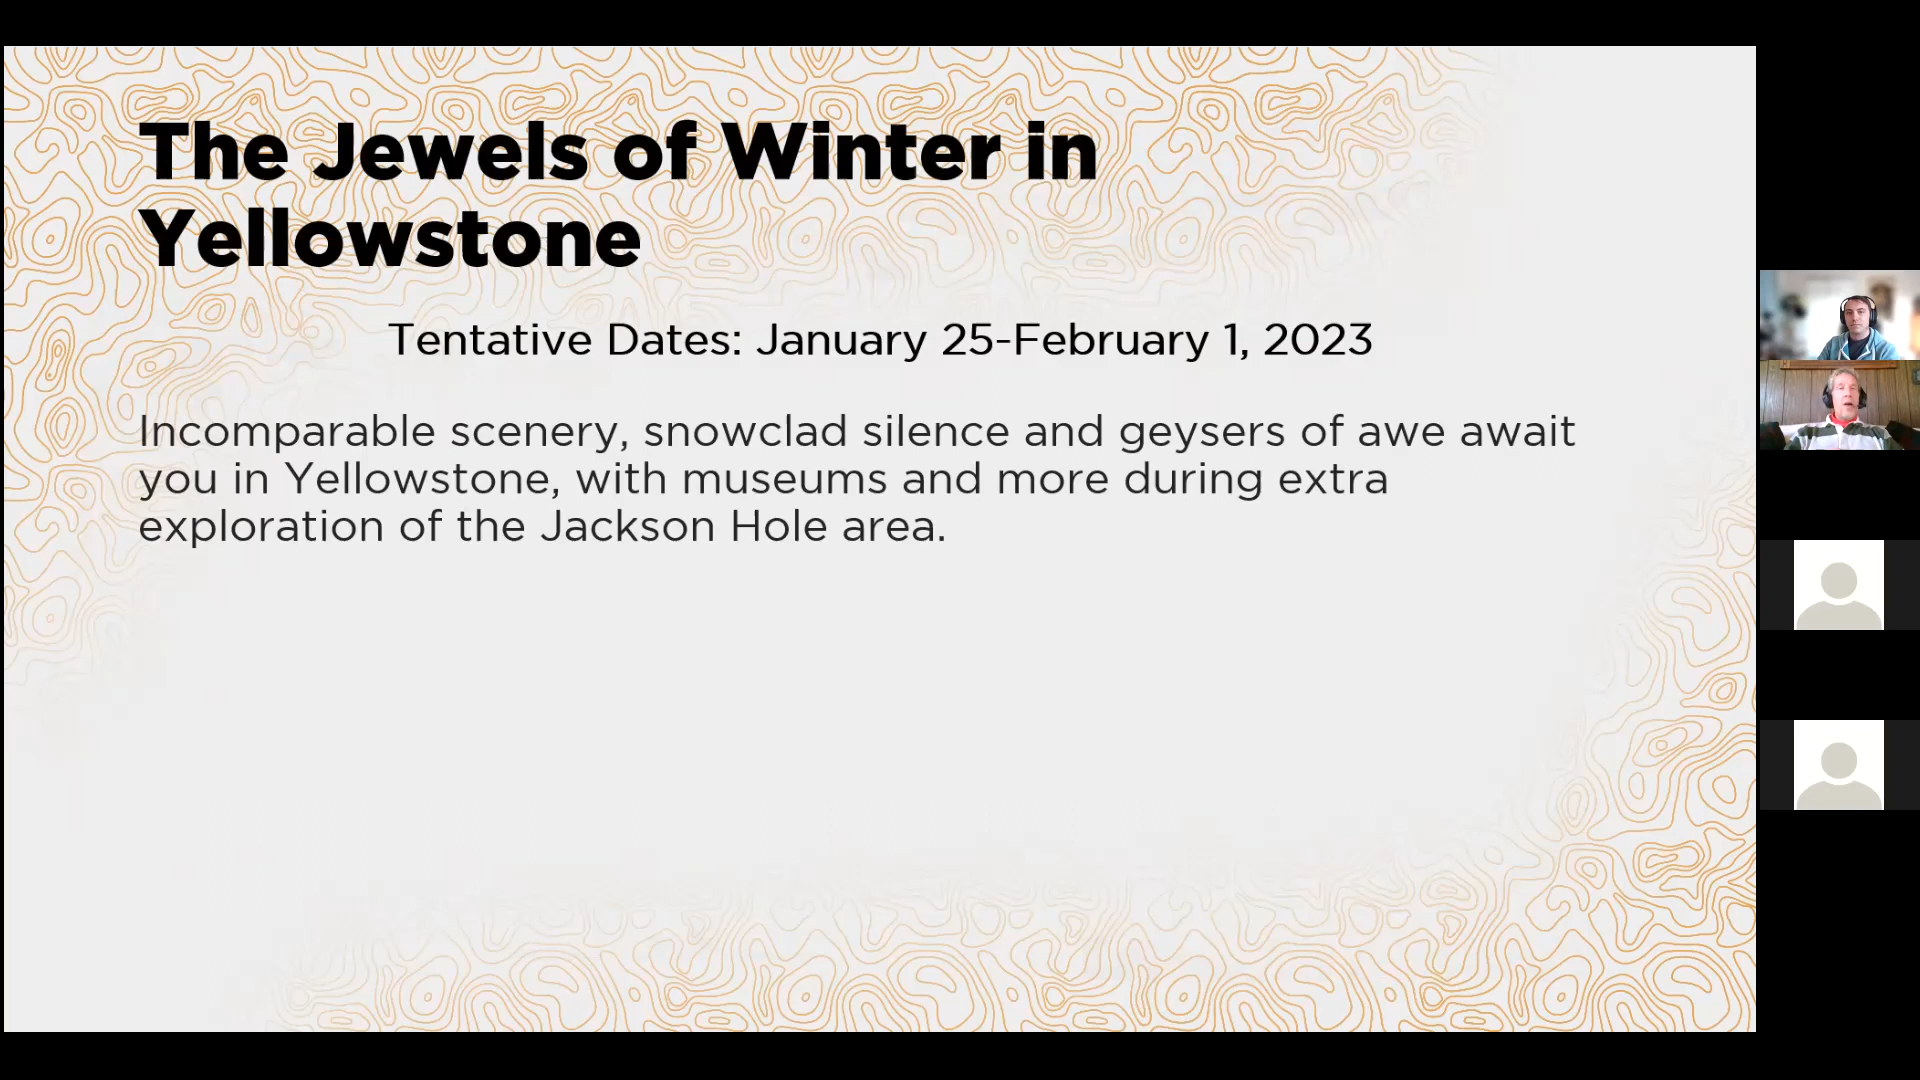 The Jewels of Winter in
Yellowstone
Tentative Dates: January 25-February 1, 2023
Incomparable scenery, snowclad silence and geysers of awe await
you in Yellowstone, with museums and more during extra
exploration of the Jackson Hole area.